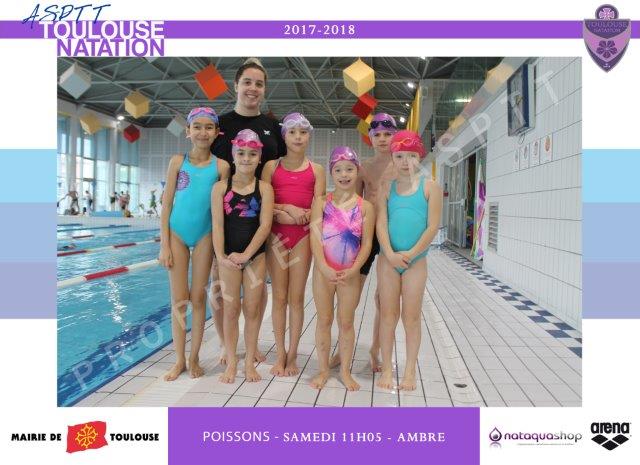 ASPTT
TOULOUSE
NATATION
2017-2018
TOULOUSE
NATATION
PROPRIETE ASPTT
MAIRIE DE TOULOUSE
POISSONS - SAMEDI 11H05 - AMBRE
nataquashop
arena